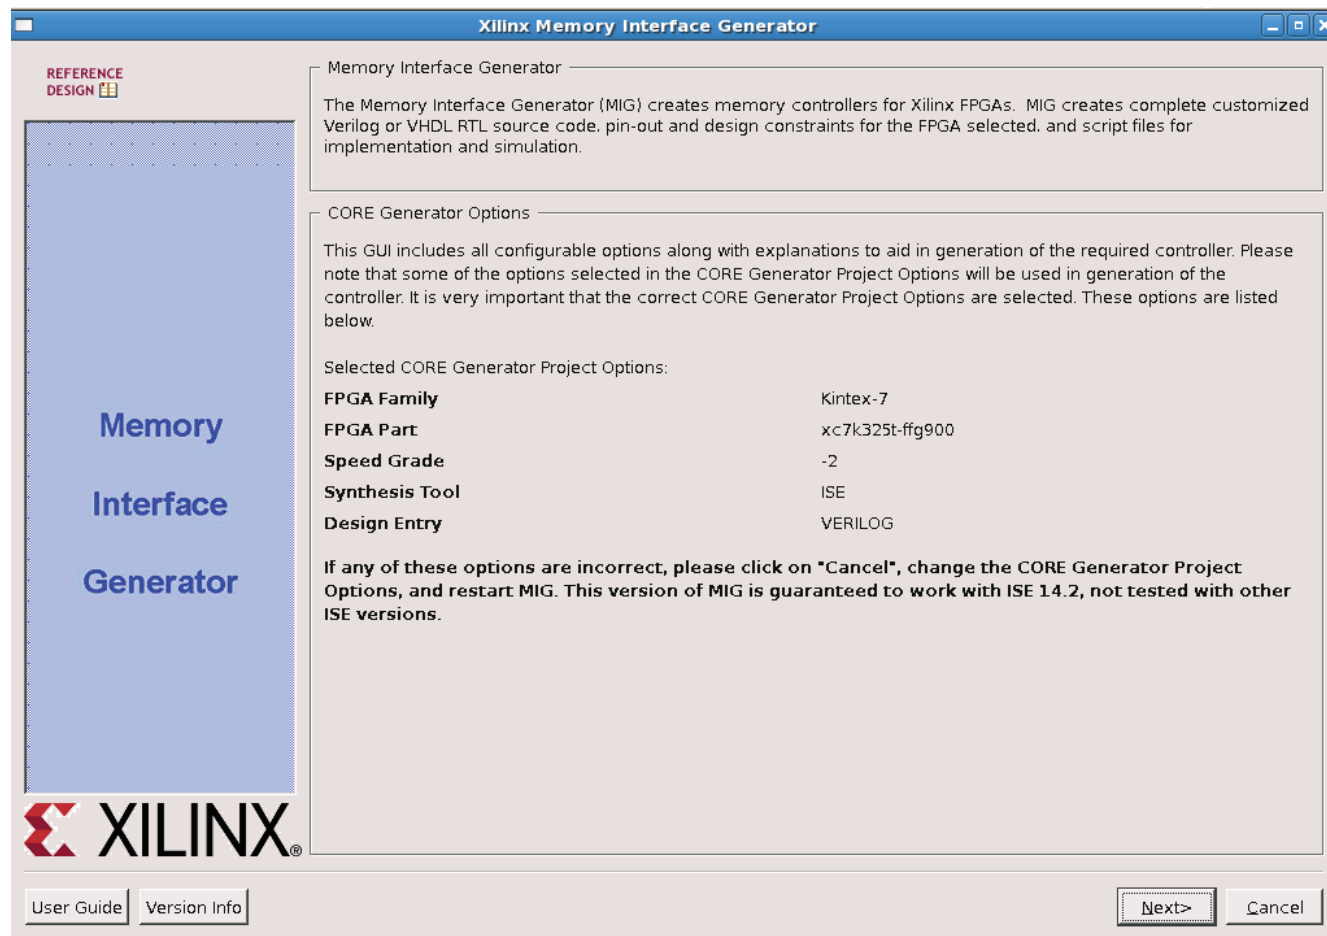 Xilinx Memory Interface Generator
REFERENCE
DESIGN
Memory
Interface
Generator
XILINX®
Memory Interface Generator
The Memory Interface Generator (MIG) creates memory controllers for Xilinx FPGAs. MIG creates complete customized
Verilog or VHDL RTL source code. pin-out and design constraints for the FPGA selected. and script files for
implementation and simulation.
CORE Generator Options
This GUI includes all configurable options along with explanations to aid in generation of the required controller. Please
note that some of the options selected in the CORE Generator Project Options will be used in generation of the
controller. It is very important that the correct CORE Generator Project Options are selected. These options are listed
below.
Selected CORE Generator Project Options:
FPGA Family Kintex-7
FPGA Part xc7k325t-ffg900
Speed Grade -2
Synthesis Tool ISE
Design Entry VERILOG
If any of these options are incorrect, please click on "Cancel", change the CORE Generator Project
Options, and restart MIG. This version of MIG is guaranteed to work with ISE 14.2, not tested with other
ISE versions.
User Guide Version Info Next> Cancel